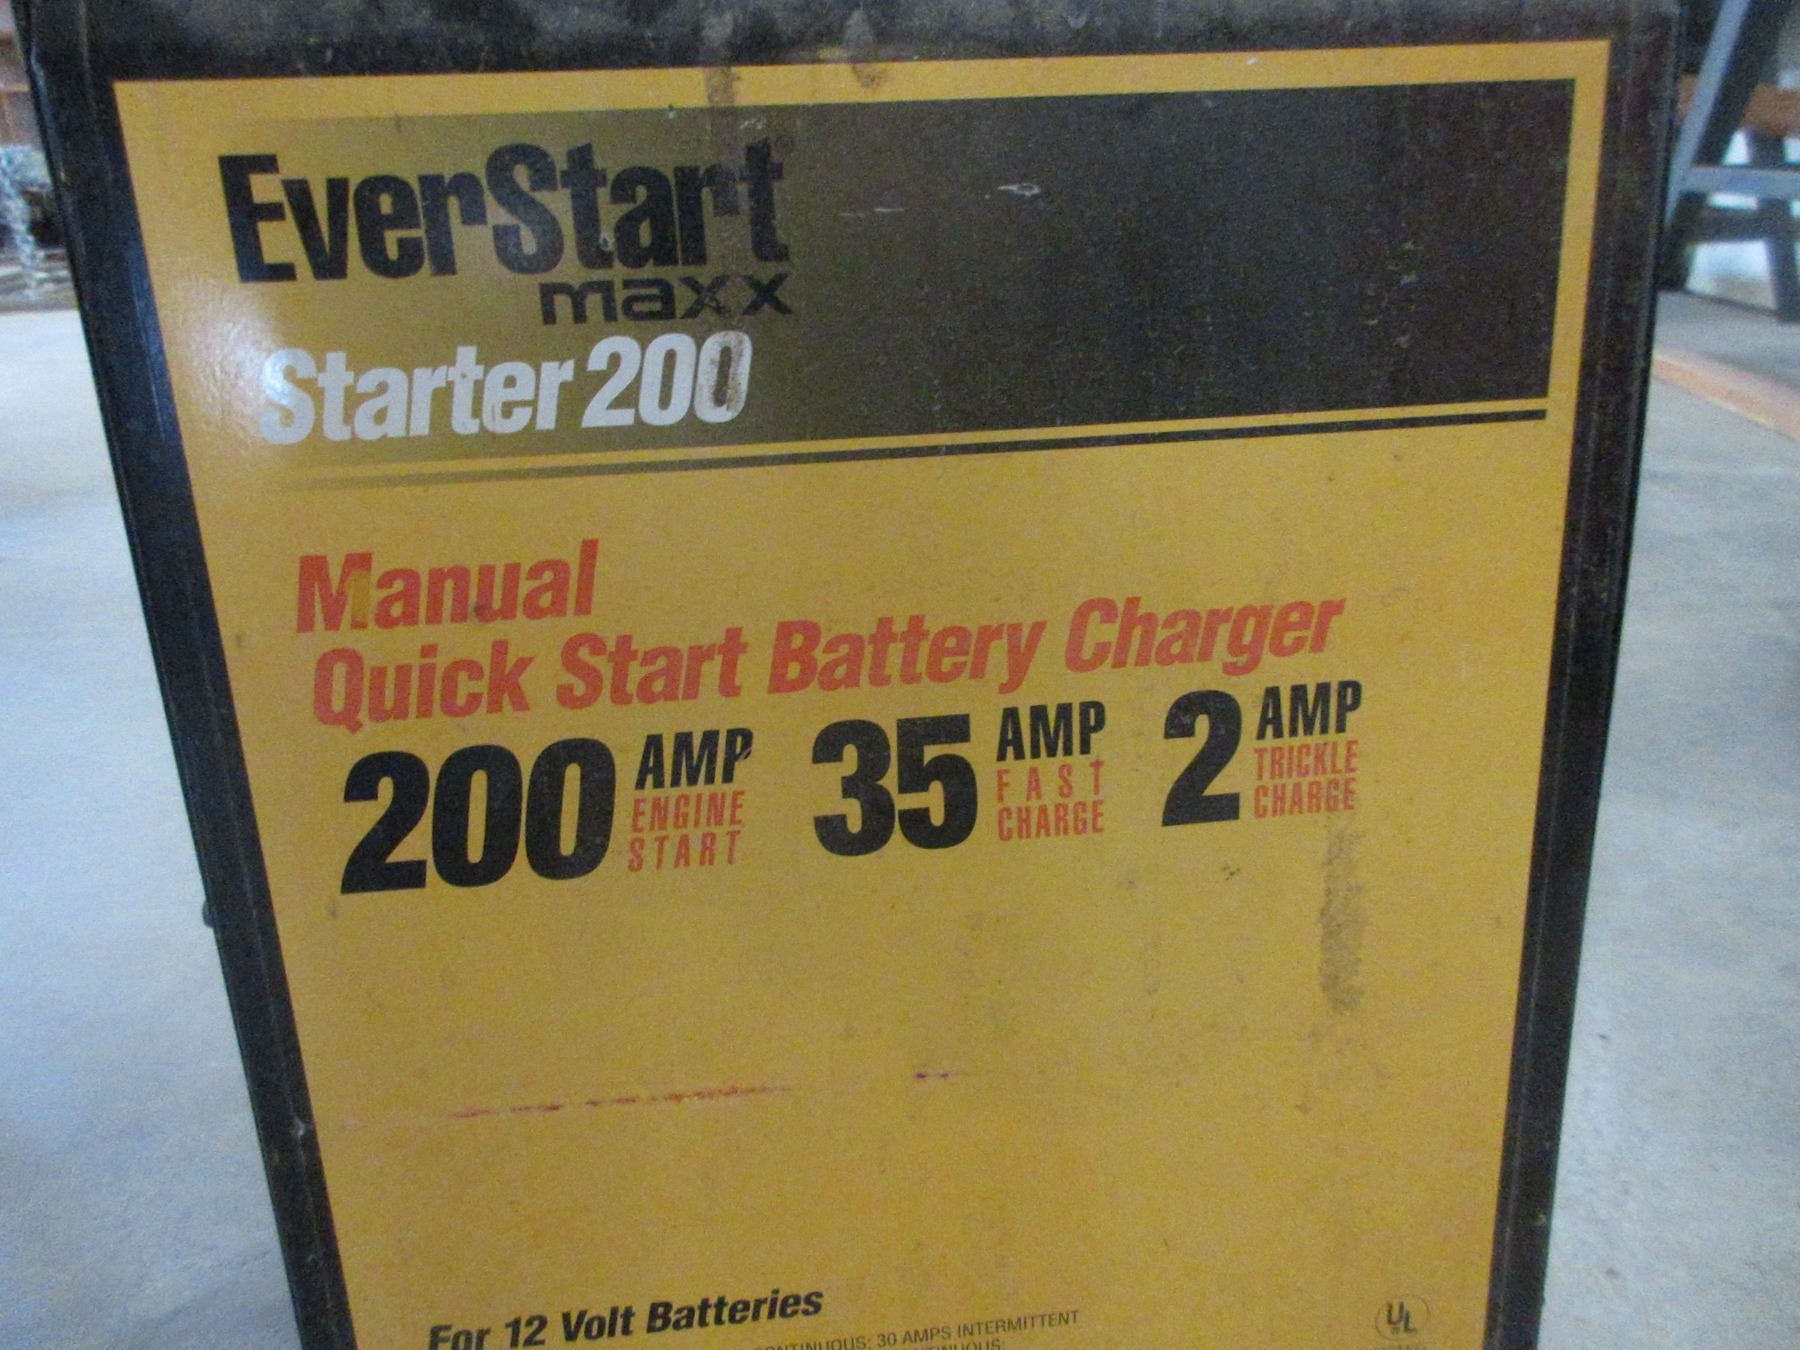 EverStart®
maxx
Starter 200
Manual
Quick Start Battery Charger
200 AMP ENGINE START
35 AMP FAST CHARGE
2 AMP TRICKLE CHARGE
For 12 Volt Batteries
30 AMPS INTERMITTENT
UL